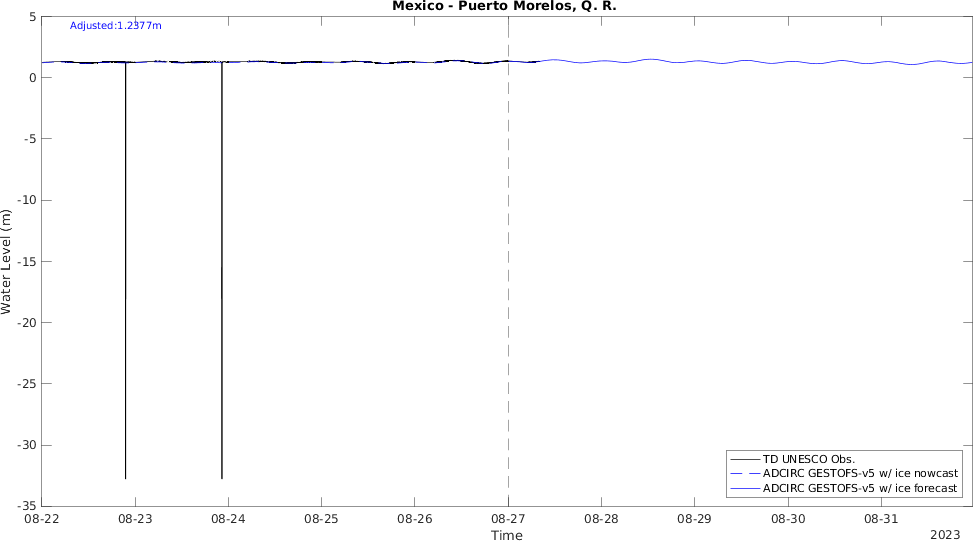 Mexico - Puerto Morelos, Q. R.
Adjusted:1.2377m
5
0
-5
-10
-15
-20
-25
-30
-35
Water Level (m)
TD UNESCO Obs.
ADCIRC GESTOFS-v5 w/ ice nowcast
ADCIRC GESTOFS-v5 w/ ice forecast
08-22 08-23 08-24 08-25 08-26 08-27 08-28 08-29 08-30 08-31
Time
2023